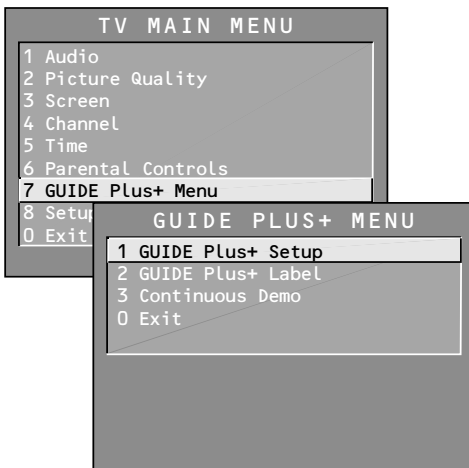 TV MAIN MENU
1 Audio
2 Picture Quality
3 Screen
4 Channel
5 Time
6 Parental Controls
7 GUIDE Plus+ Menu
8 Setup
0 Exit
GUIDE PLUS+ MENU
1 GUIDE Plus+ Setup
2 GUIDE Plus+ Label
3 Continuous Demo
0 Exit